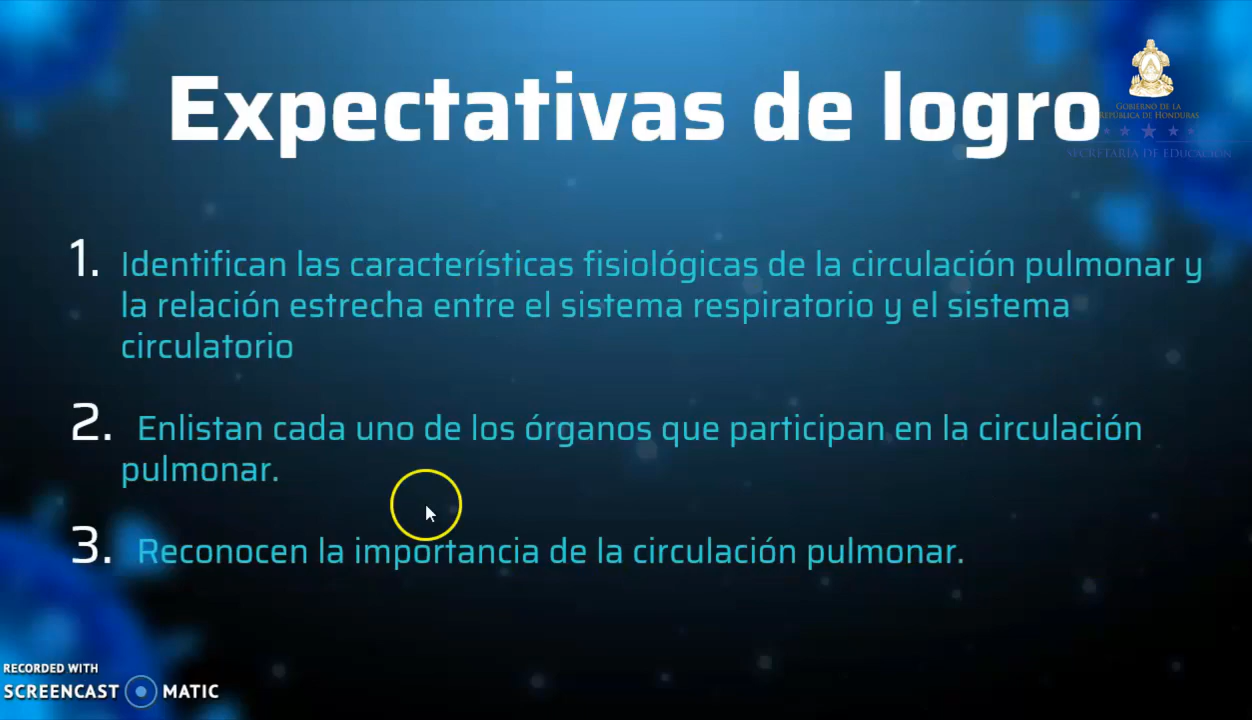 Expectativas de logro
GOBIERNO DE LA
REPÚBLICA DE HONDURAS
SECRETARÍA DE EDUCACIÓN
1. Identifican las características fisiológicas de la circulación pulmonar y
la relación estrecha entre el sistema respiratorio y el sistema
circulatorio
2. Enlistan cada uno de los órganos que participan en la circulación
pulmonar.
3. Reconocen la importancia de la circulación pulmonar.
RECORDED WITH
SCREENCAST MATIC